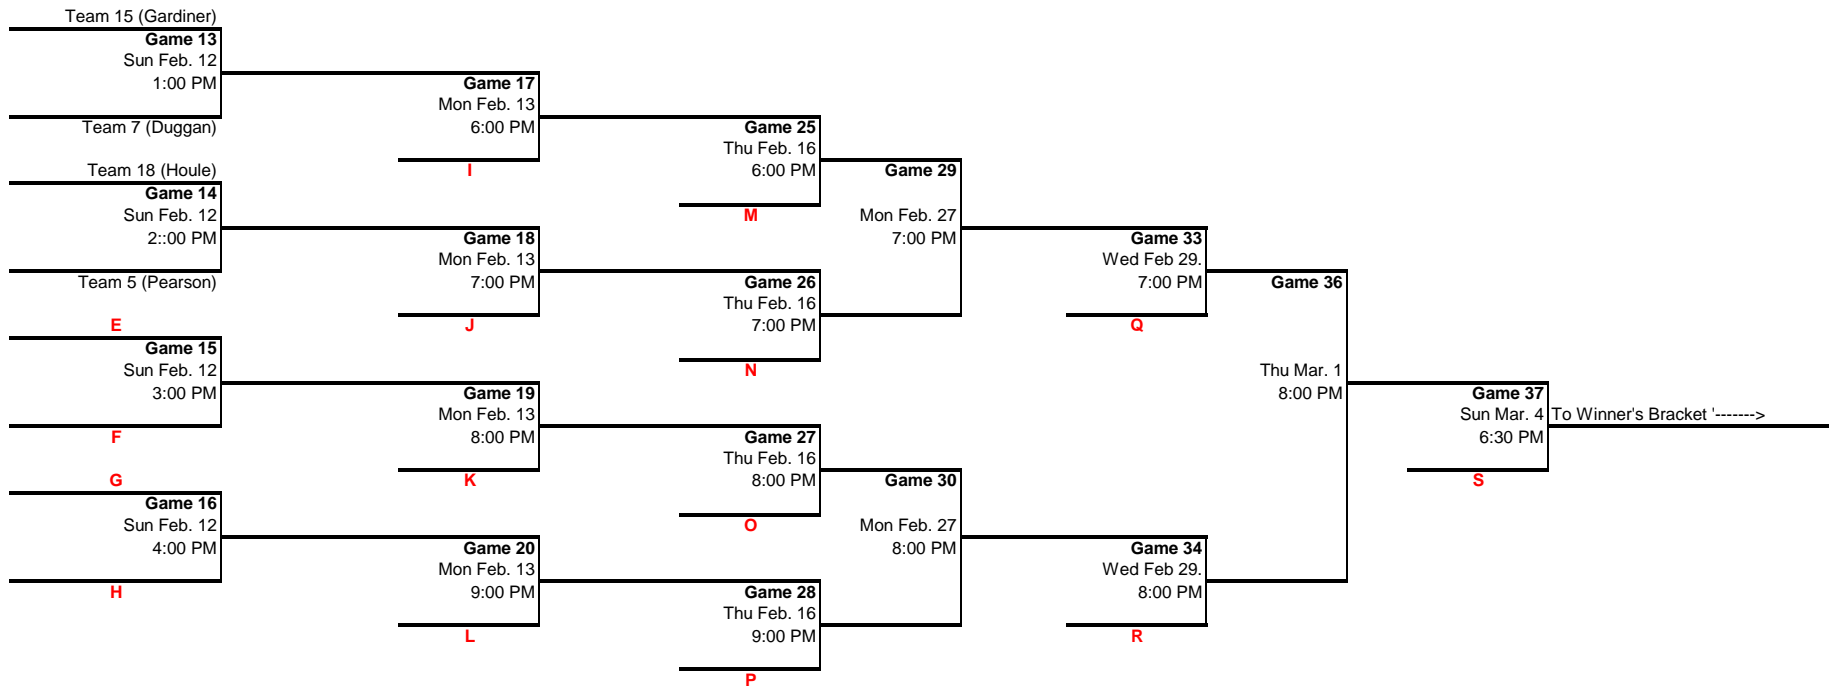 Team 15 (Gardiner)
Game 13
Sun Feb. 12
1:00 PM
Team 7 (Duggan)
Team 18 (Houle)
Game 14
Sun Feb. 12
2::00 PM
Team 5 (Pearson)
E
Game 15
Sun Feb. 12
3:00 PM
F
G
Game 16
Sun Feb. 12
4:00 PM
H
Game 17
Mon Feb. 13
6:00 PM
I
Game 18
Mon Feb. 13
7:00 PM
J
Game 19
Mon Feb. 13
8:00 PM
K
Game 20
Mon Feb. 13
9:00 PM
L
Game 25
Thu Feb. 16
6:00 PM
M
Game 26
Thu Feb. 16
7:00 PM
N
Game 27
Thu Feb. 16
8:00 PM
O
Game 28
Thu Feb. 16
9:00 PM
P
Game 29
Mon Feb. 27
7:00 PM
Game 30
Mon Feb. 27
8:00 PM
Game 33
Wed Feb 29.
7:00 PM
Q
Game 34
Wed Feb 29.
8:00 PM
R
Game 36
Thu Mar. 1
8:00 PM
Game 37
Sun Mar. 4
6:30 PM
S
To Winner's Bracket '------->